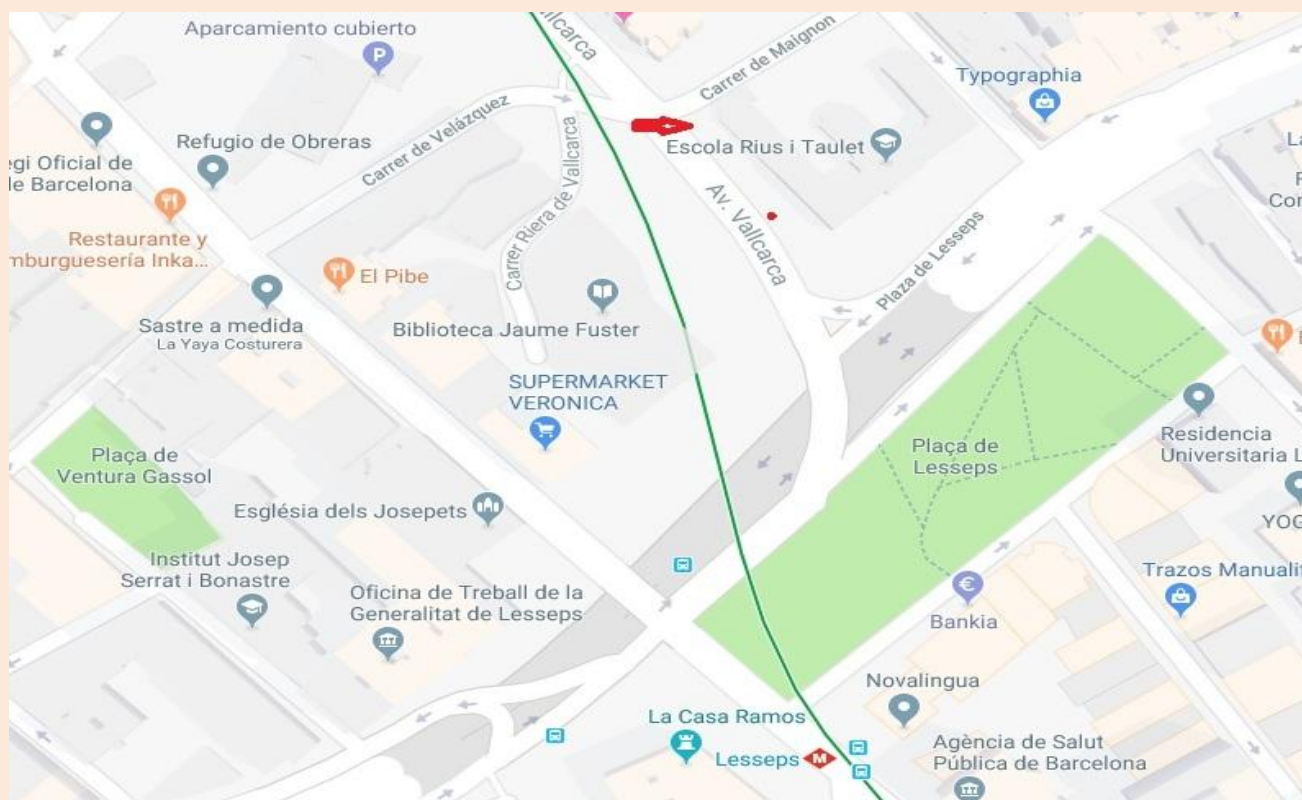 Aparcamiento cubierto
P
Vallcarca
Carrer de Maignon
Typographia
Carrer de Velázquez
Refugio de Obreras
egi Oficial de
de Barcelona
Carrer Riera de Vallcarca
Escola Rius i Taulet
Av. Vallcarca
Plaza de Lesseps
Restaurante y
mburguesería Inka...
El Pibe
Sastre a medida
La Yaya Costurera
Biblioteca Jaume Fuster
SUPERMARKET
VERONICA
Plaça de
Ventura Gassol
Plaça de
Lesseps
Residencia
Universitaria L
YOG
Església dels Josepets
Institut Josep
Serrat i Bonastre
Oficina de Treball de la
Generalitat de Lesseps
Trazos Manualit
€
Bankia
Novalingua
La Casa Ramos
Lesseps
M
Agència de Salut
Pública de Barcelona